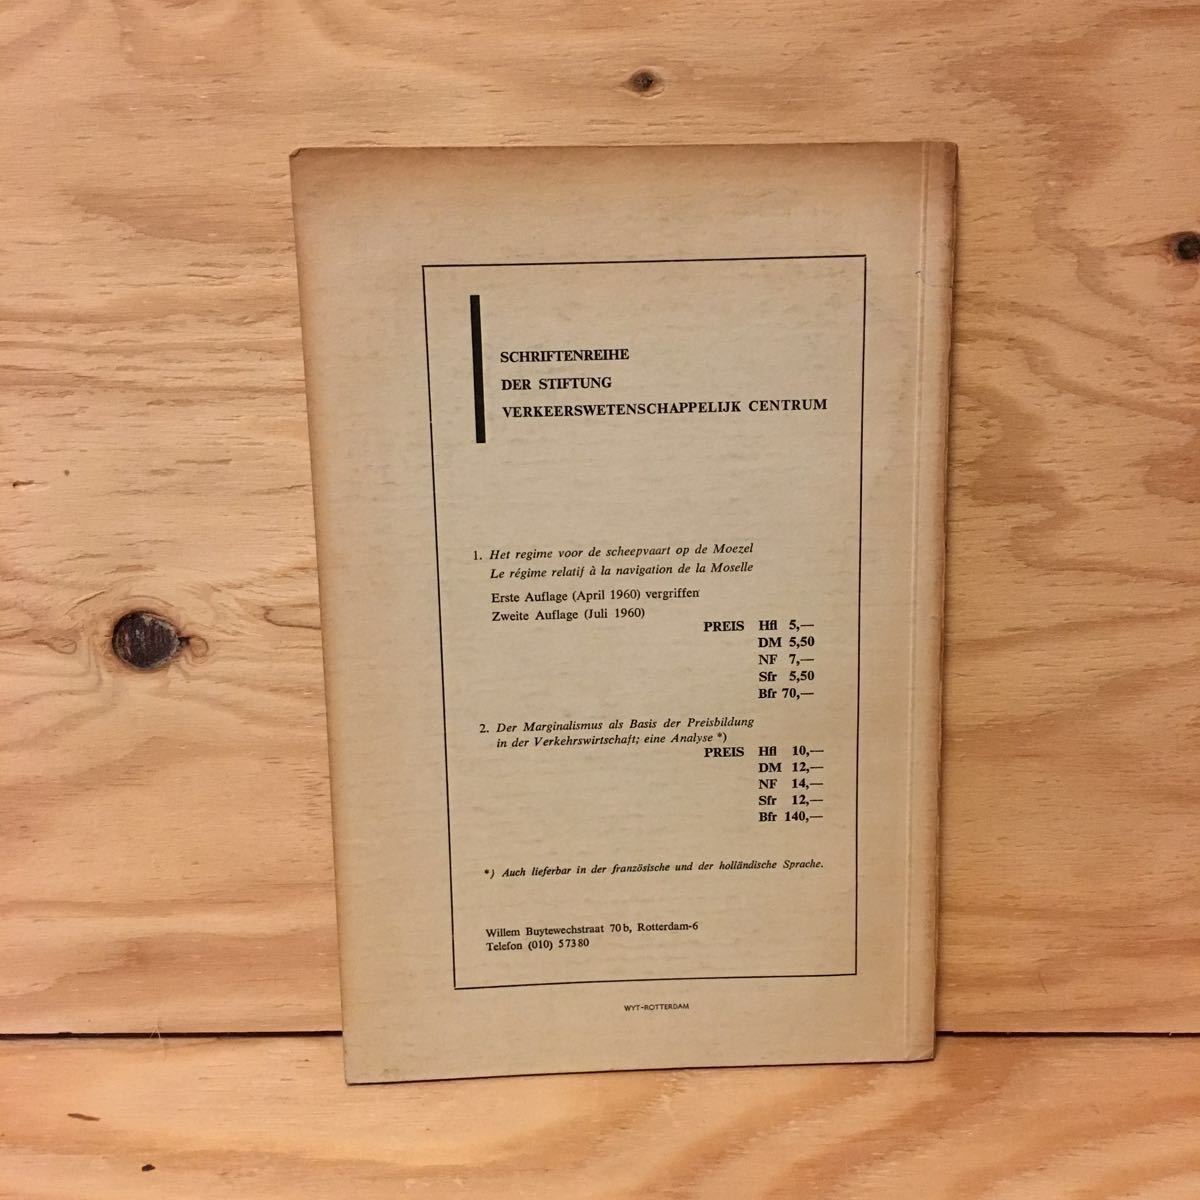 SCHRIFTENREIHE
DER STIFTUNG
VERKEERSWETENSCHAPPELIJK CENTRUM
1. Het regime voor de scheepvaart op de Moezel
Le régime relatif à la navigation de la Moselle
Erste Auflage (April 1960) vergriffen
Zweite Auflage (Juli 1960)
PREIS Hfl 5,—
DM 5,50
NF 7,—
Sfr 5,50
Bfr 70,—
2. Der Marginalismus als Basis der Preisbildung
in der Verkehrswirtschaft; eine Analyse *)
PREIS Hfl 10,—
DM 12,—
NF 14,—
Sfr 12,—
Bfr 140,—
*) Auch lieferbar in der französische und der holländische Sprache.
Willem Buytewechstraat 70 b, Rotterdam-6
Telefon (010) 5 73 80
WYT-ROTTERDAM